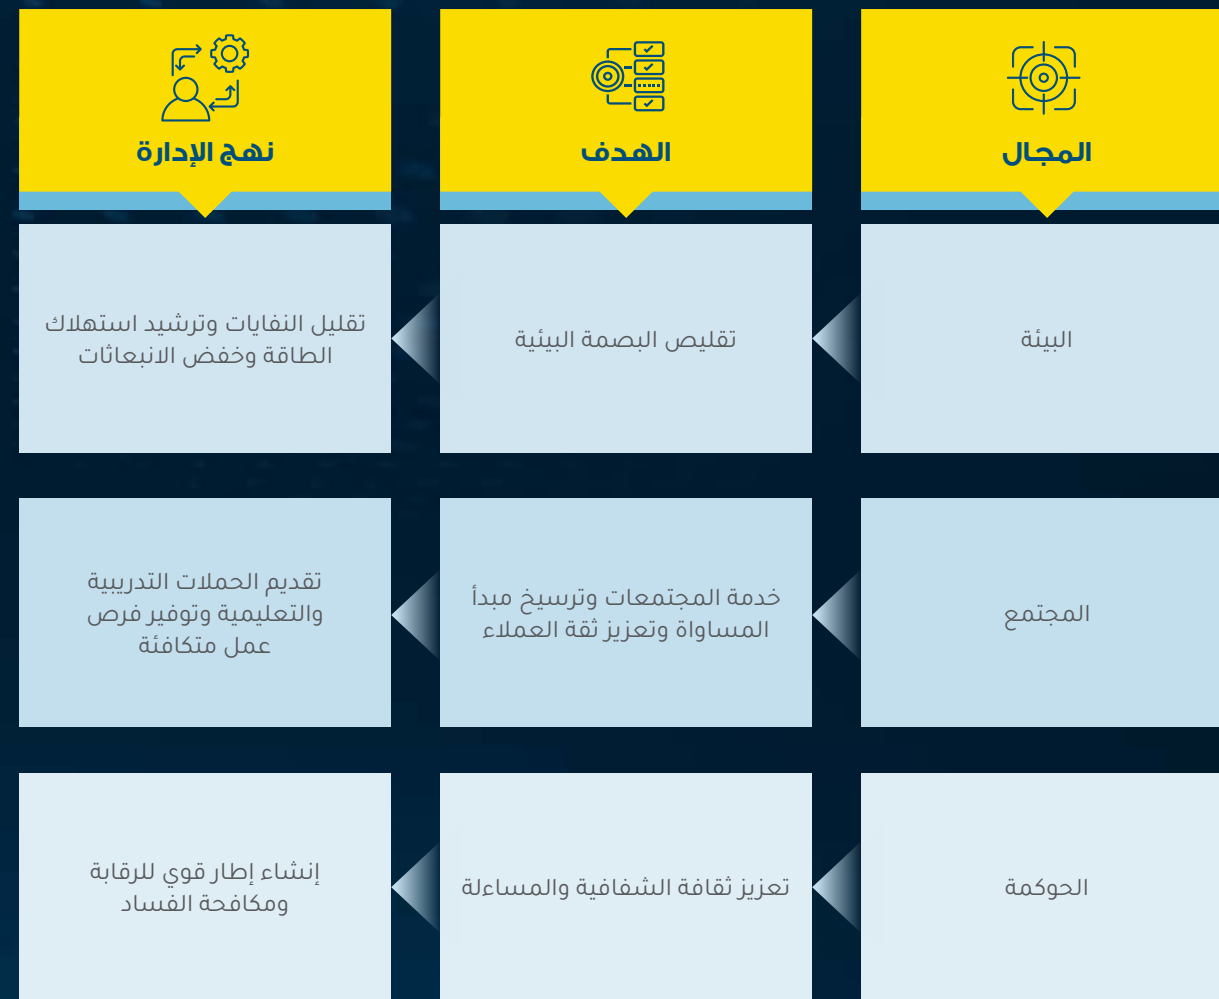 المجال
الهدف
نهج الإدارة
البيئة
تقليص البصمة البيئية
تقليل النفايات وترشيد استهلاك
الطاقة وخفض الانبعاثات
المجتمع
خدمة المجتمعات وترسيخ مبدأ
المساواة وتعزيز ثقة العملاء
تقديم الحملات التدريبية
والتعليمية وتوفير فرص
عمل متكافئة
الحوكمة
تعزيز ثقافة الشفافية والمساءلة
إنشاء إطار قوي للرقابة
ومكافحة الفساد